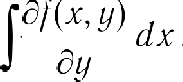 ∫ ∂f(x, y)/∂y dx